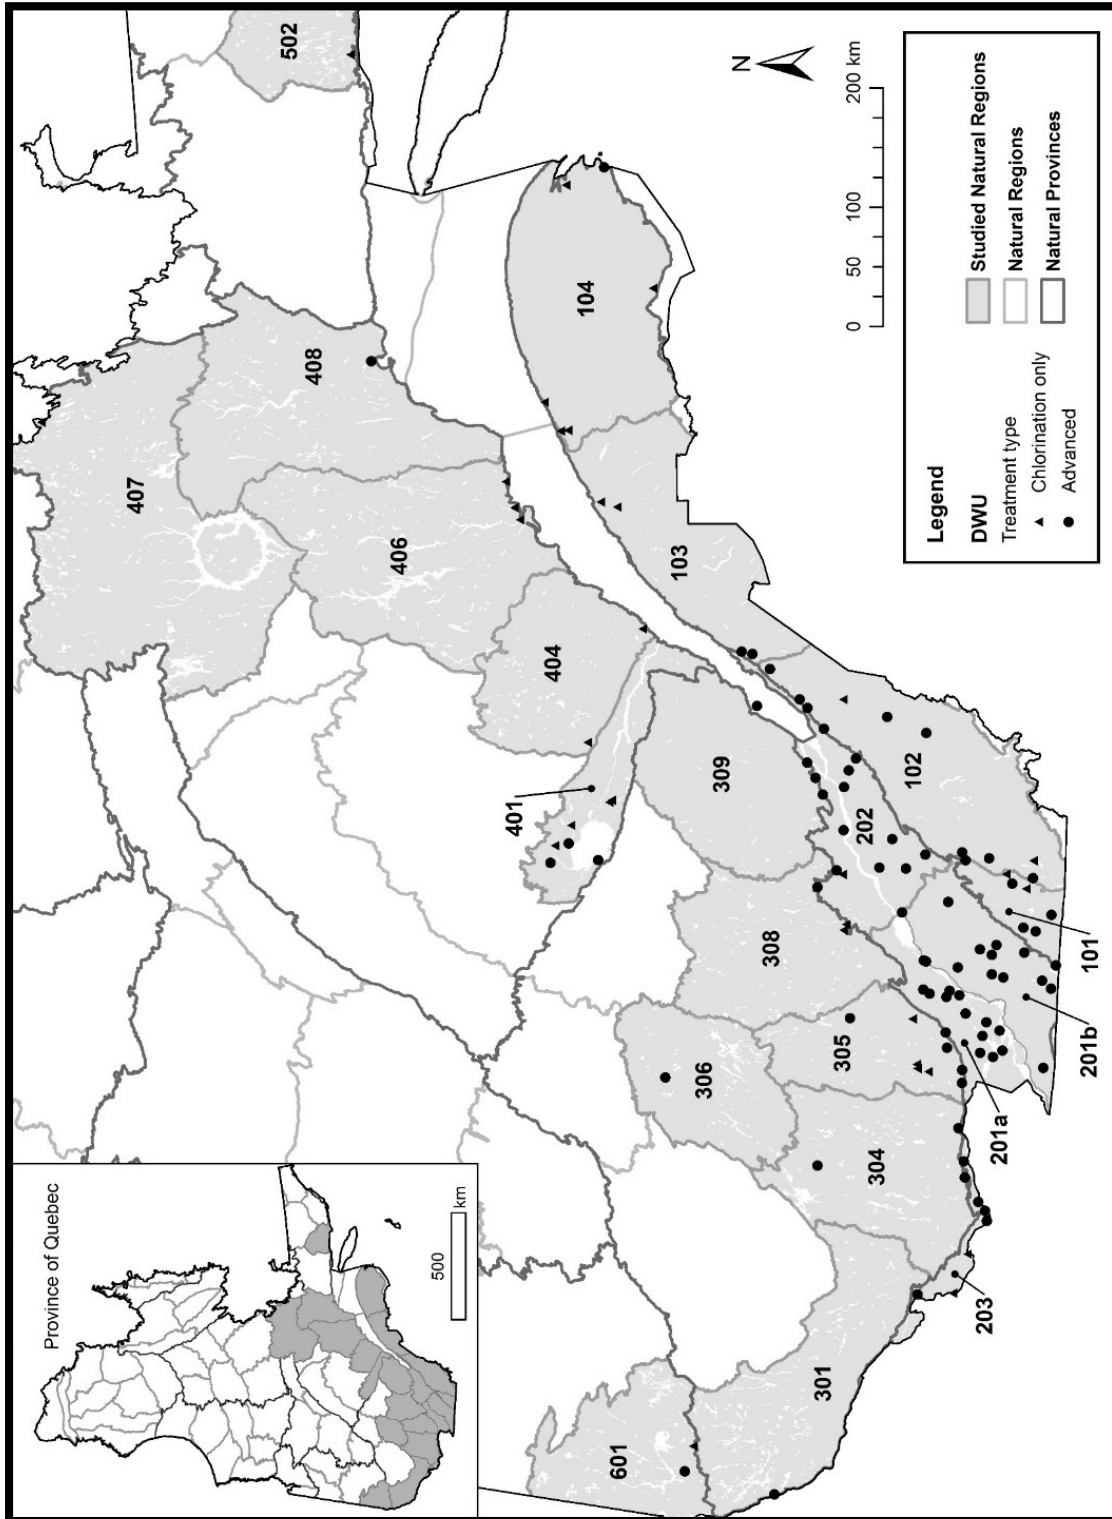 Province of Quebec
500
km
502
407
408
406
404
401
104
103
309
102
202
308
306
305
304
101
201b
201a
203
301
601
N
0 50 100 200 km
Legend
DWU
Treatment type
Chlorination only
Advanced
Studied Natural Regions
Natural Regions
Natural Provinces